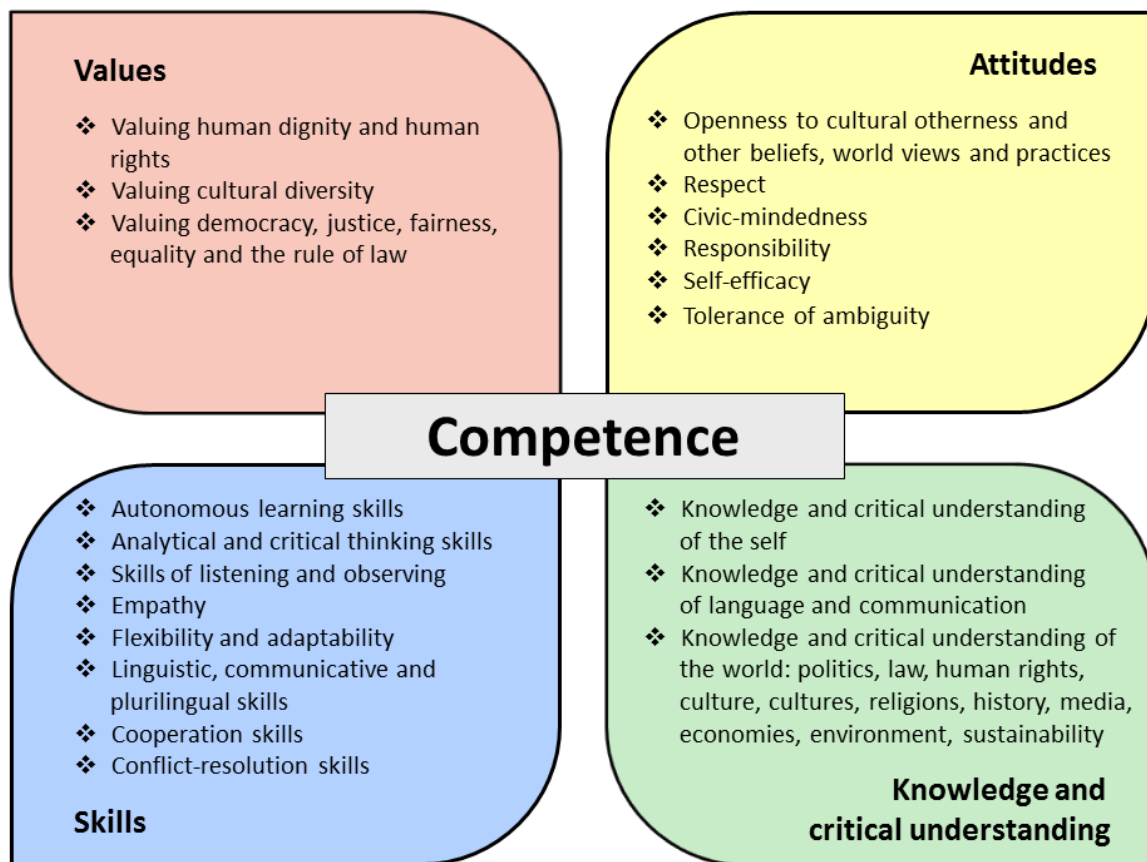 Values
❖ Valuing human dignity and human
rights
❖ Valuing cultural diversity
❖ Valuing democracy, justice, fairness,
equality and the rule of law
Attitudes
❖ Openness to cultural otherness and
other beliefs, world views and practices
❖ Respect
❖ Civic-mindedness
❖ Responsibility
❖ Self-efficacy
❖ Tolerance of ambiguity
Competence
❖ Autonomous learning skills
❖ Analytical and critical thinking skills
❖ Skills of listening and observing
❖ Empathy
❖ Flexibility and adaptability
❖ Linguistic, communicative and
plurilingual skills
❖ Cooperation skills
❖ Conflict-resolution skills
Skills
❖ Knowledge and critical understanding
of the self
❖ Knowledge and critical understanding
of language and communication
❖ Knowledge and critical understanding of
the world: politics, law, human rights,
culture, cultures, religions, history, media,
economies, environment, sustainability
Knowledge and
critical understanding